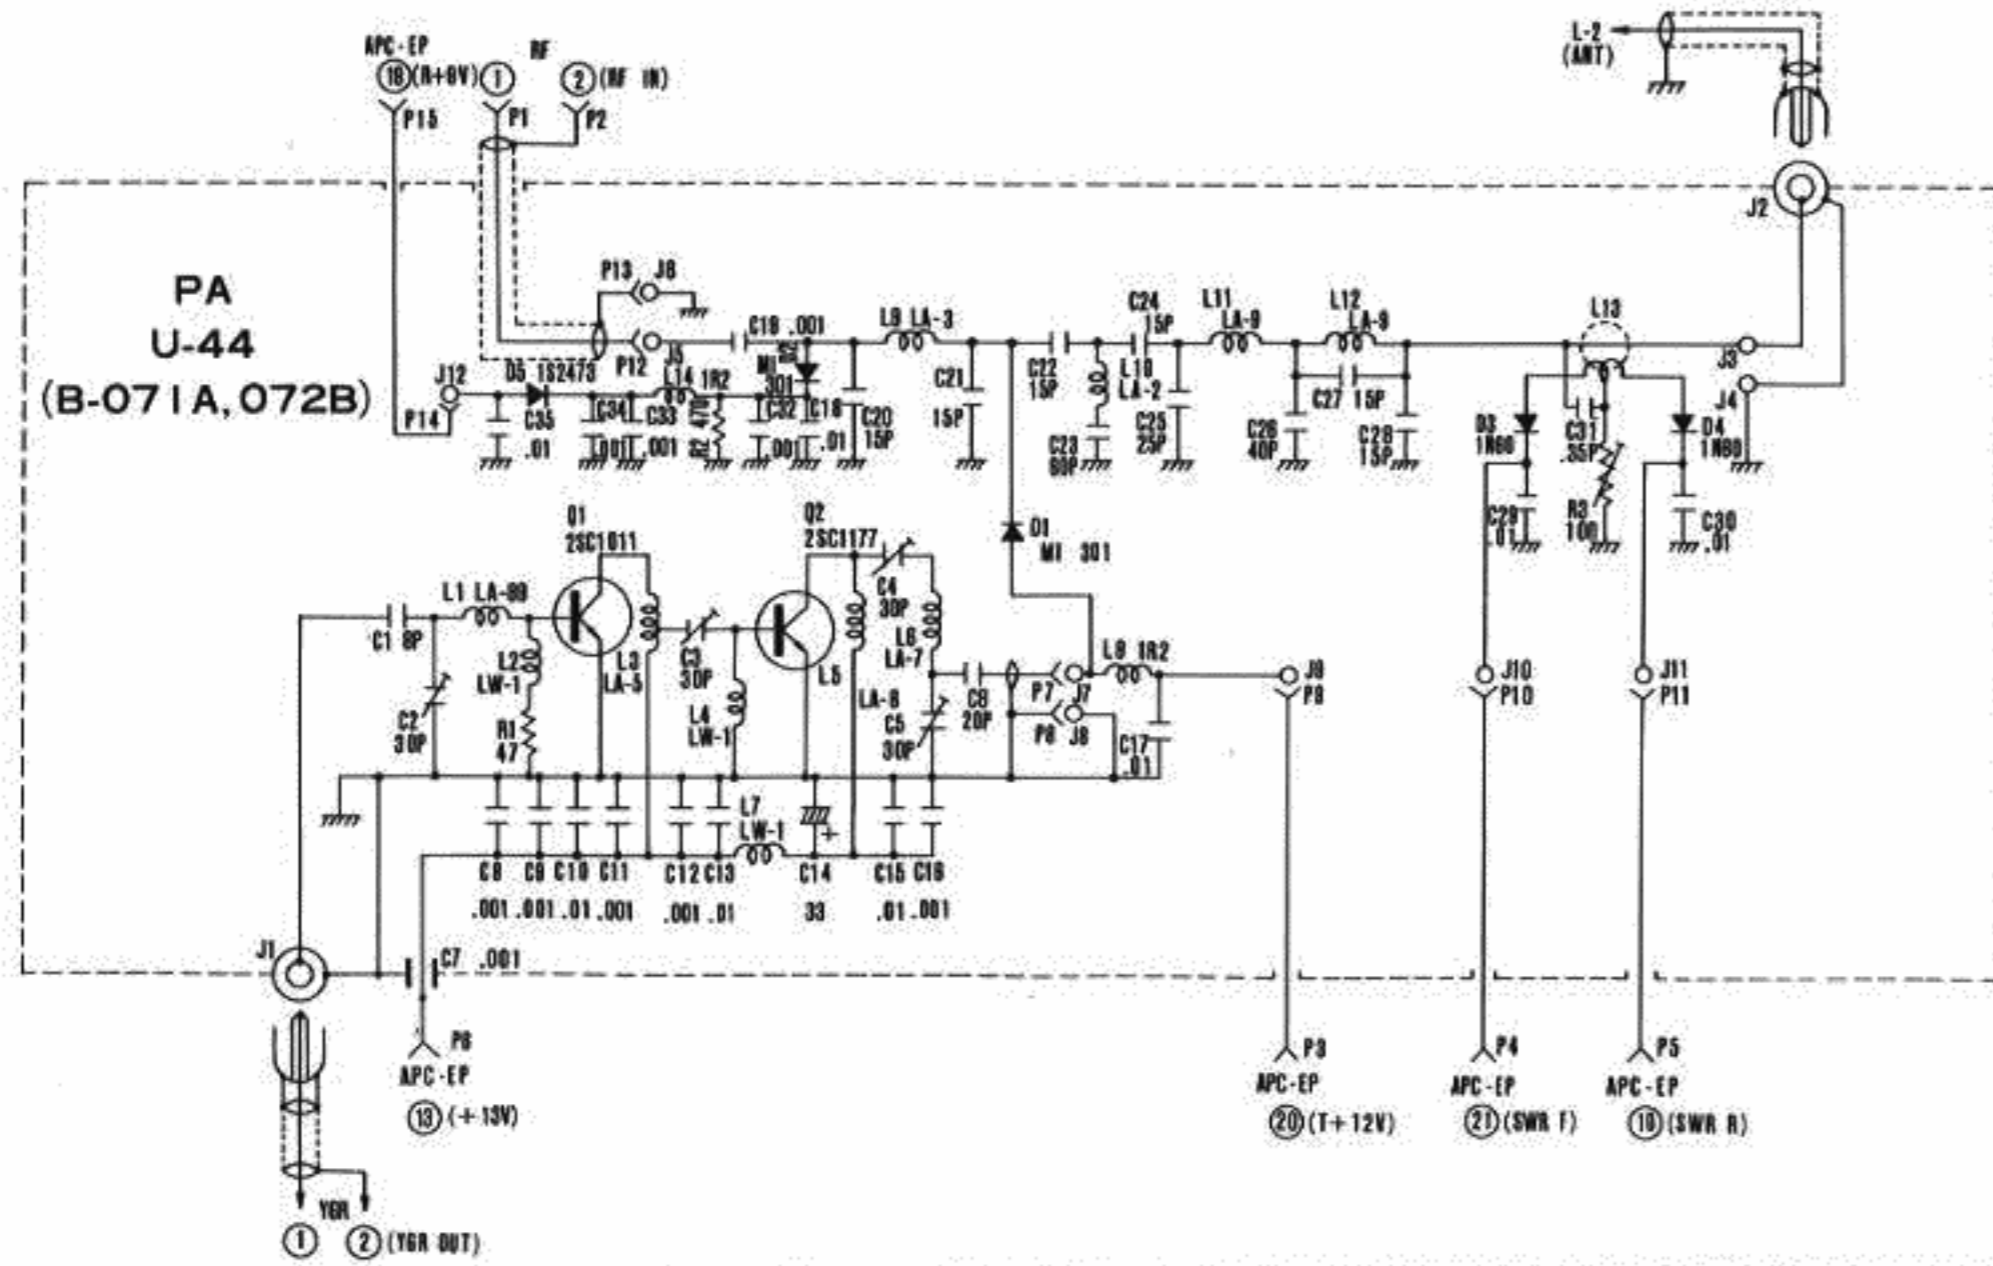 APC-EP RF
18 (R+9V) 1 2 (RF IN)
P15 P1 P2
L-2
(ANT)
J2
PA
U-44
(B-071A, 072B)
P13 J6
P12 J5
C19 .001
D2
MI
301
L9 LA-3
C24
15P
L11
LA-9
L12
LA-9
L13
J3
J4
J12
P14
D5 1S2473
L14 1R2
C35
.01
C34
.001
C33
.001
R2 470
C32
.001
C18
.01
C20
15P
C21
15P
C22
15P
L10
LA-2
C23
60P
C25
25P
C26
40P
C27 15P
C28
15P
D3
1N60
C31
.35P
D4
1N60
C29
.01
R3
100
C30
.01
Q1
2SC1011
Q2
2SC1177
D1
MI 301
C1 8P
L1
L2
LW-1
C2
30P
R1
47
L3
LA-5
C3
30P
L4
LW-1
L5
LA-6
C4
30P
L6
LA-7
C5
30P
C6
20P
P7 J7
P8 J8
L8 1R2
C17
.01
J9
P9
J10
P10
J11
P11
L7
LW-1
+
C8 C9 C10 C11 C12 C13 C14 C15 C16
.001 .001 .01 .001 .001 .01 33 .01 .001
J1
C7 .001
P6
APC-EP
13 (+13V)
P3
APC-EP
20 (T+12V)
P4
APC-EP
21 (SWR F)
P5
APC-EP
(SWR R)
YGR
1 2 (YGR OUT)